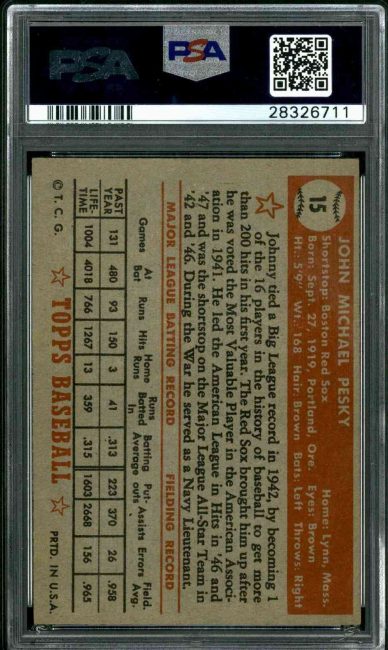 PSA
PSA
28326711
15
JOHN MICHAEL PESKY
Shortstop: Boston Red Sox Home: Lynn, Mass.
Born: Sept. 27, 1919, Portland, Ore. Eyes: Brown
Ht.: 5'9" Wt.: 168 Hair: Brown Bats: Left Throws: Right
Johnny tied a Big League record in 1942, by becoming 1
of the 16 players in the history of baseball to get more
than 200 hits in his first year. The Red Sox brought him up after
he was voted the Most Valuable Player in the American Associ-
ation in 1941. He led the American League in Hits in '46 and
'47 and was the shortstop on the Major League All-Star Team in
'42 and '46. During the War he served as a Navy Lieutenant.
MAJOR LEAGUE BATTING RECORD FIELDING RECORD
Games At Bat Runs Hits Home Runs Runs Batted In Batting Average Put-outs Assists Errors Field. Avg.
PAST YEAR 131 480 93 150 3 41 .313 223 370 26 .958
LIFE-TIME 1004 4018 766 1267 13 359 .315 1603 2668 156 .965
© T. C. G. TOPPS BASEBALL PRTD. IN U.S.A.